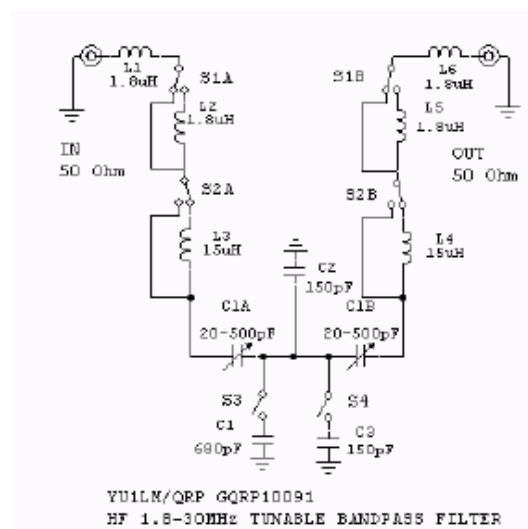 L1
1.8uH
S1A
L2
1.8uH
IN
50 Ohm
S2A
L3
15uH
S1B
L6
1.8uH
L5
1.8uH
OUT
50 Ohm
S2B
L4
15uH
C2
150pF
C1A
20-500pF
C1B
20-500pF
S3
C1
680pF
S4
C3
150pF
YU1LM/QRP GQRP10091
HF 1.8-30MHz TUNABLE BANDPASS FILTER